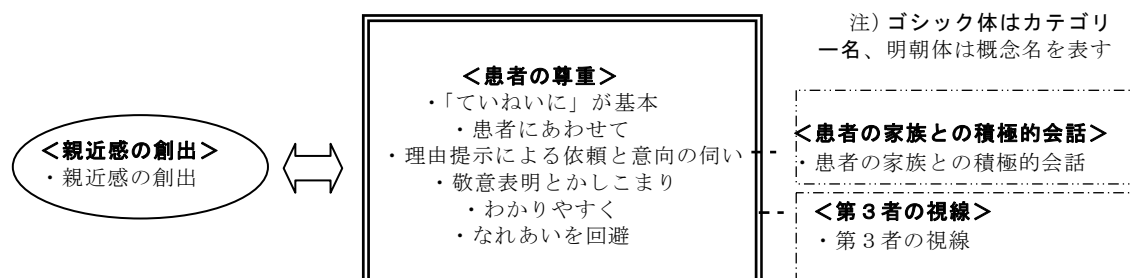 注）ゴシック体はカテゴリ
ー名、明朝体は概念名を表す
＜親近感の創出＞
・親近感の創出
＜患者の尊重＞
・「ていねいに」が基本
・患者にあわせて
・理由提示による依頼と意向の伺い
・敬意表明とかしこまり
・わかりやすく
・なれあいを回避
＜患者の家族との積極的会話＞
・患者の家族との積極的会話
＜第３者の視線＞
・第３者の視線